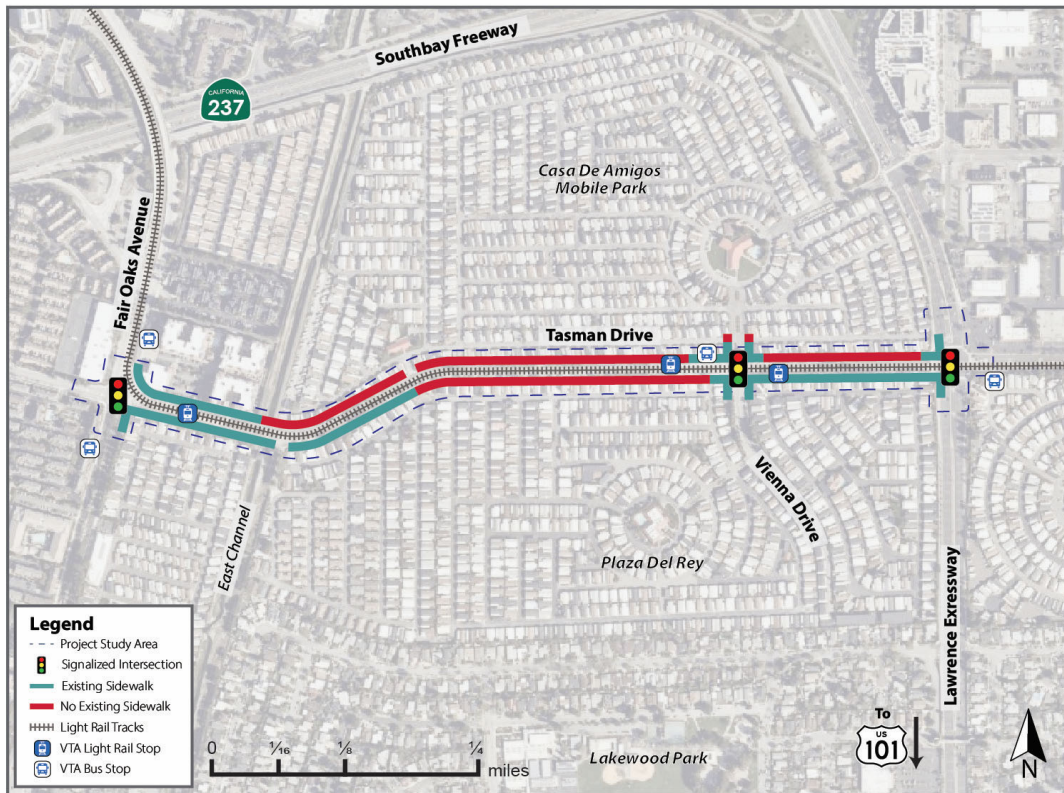 Southbay Freeway
CALIFORNIA
237
Casa De Amigos
Mobile Park
Fair Oaks Avenue
Tasman Drive
Vienna Drive
East Channel
Plaza Del Rey
Lawrence Exressway
Legend
Project Study Area
Signalized Intersection
Existing Sidewalk
No Existing Sidewalk
Light Rail Tracks
VTA Light Rail Stop
VTA Bus Stop
0 1/16 1/8 1/4
miles
Lakewood Park
To
US
101
N